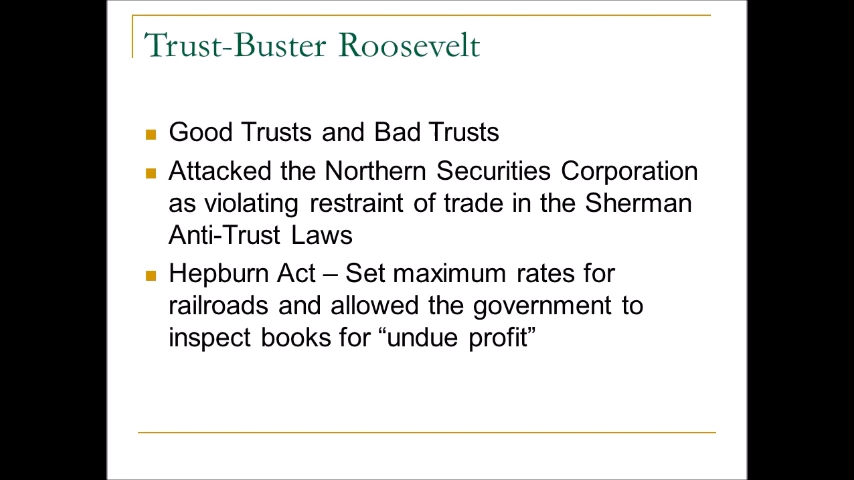 Trust-Buster Roosevelt
Good Trusts and Bad Trusts
Attacked the Northern Securities Corporation
as violating restraint of trade in the Sherman
Anti-Trust Laws
Hepburn Act – Set maximum rates for
railroads and allowed the government to
inspect books for “undue profit”